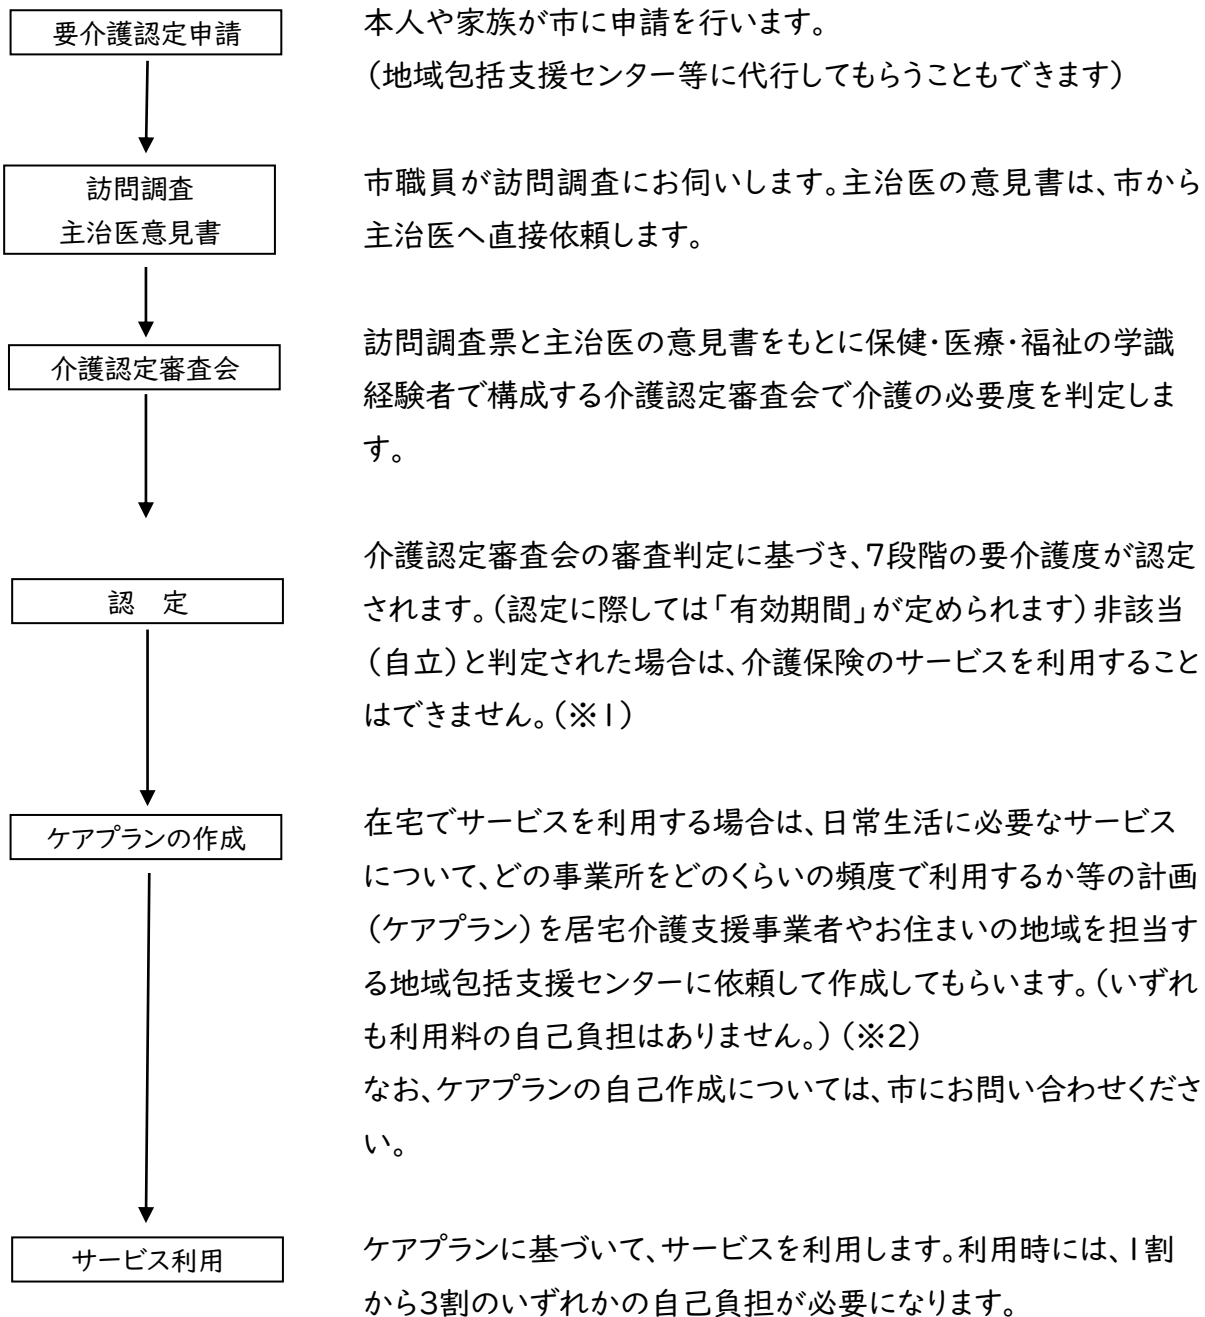 要介護認定申請
本人や家族が市に申請を行います。
(地域包括支援センター等に代行してもらうこともできます)
訪問調査
主治医意見書
市職員が訪問調査にお伺いします。主治医の意見書は、市から
主治医へ直接依頼します。
介護認定審査会
訪問調査票と主治医の意見書をもとに保健・医療・福祉の学識
経験者で構成する介護認定審査会で介護の必要度を判定しま
す。
認 定
介護認定審査会の審査判定に基づき、7段階の要介護度が認定
されます。(認定に際しては「有効期間」が定められます)非該当
(自立)と判定された場合は、介護保険のサービスを利用すること
はできません。(※1)
ケアプランの作成
在宅でサービスを利用する場合は、日常生活に必要なサービス
について、どの事業所をどのくらいの頻度で利用するか等の計画
(ケアプラン)を居宅介護支援事業者やお住まいの地域を担当す
る地域包括支援センターに依頼して作成してもらいます。(いずれ
も利用料の自己負担はありません。)(※2)
なお、ケアプランの自己作成については、市にお問い合わせくださ
い。
サービス利用
ケアプランに基づいて、サービスを利用します。利用時には、1割
から3割のいずれかの自己負担が必要になります。